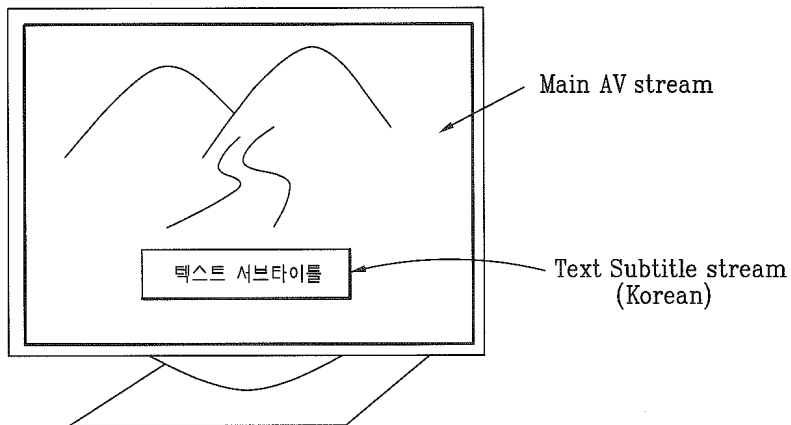 Main AV stream
텍스트 서브타이틀
Text Subtitle stream
(Korean)